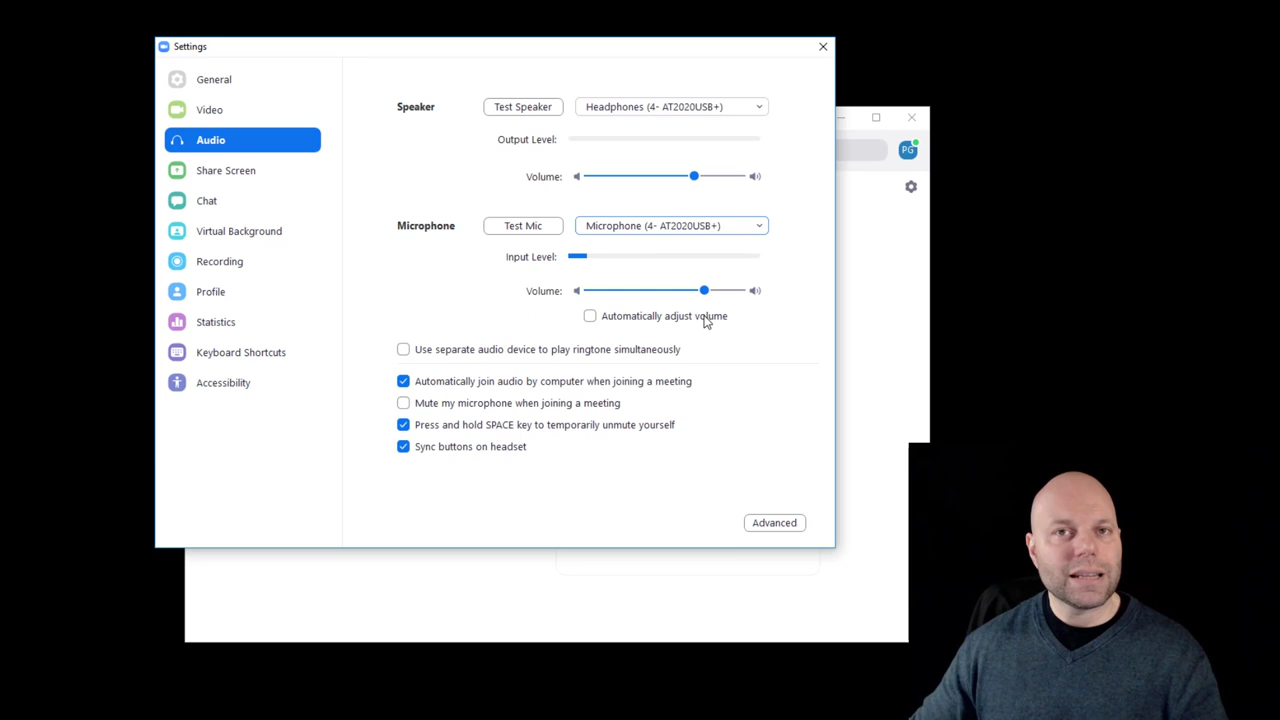 Settings
General
Video
Audio
Share Screen
Chat
Virtual Background
Recording
Profile
Statistics
Keyboard Shortcuts
Accessibility
Speaker Test Speaker Headphones (4- AT2020USB+)
Output Level:
Volume:
Microphone Test Mic Microphone (4- AT2020USB+)
Input Level:
Volume:
Automatically adjust volume
Use separate audio device to play ringtone simultaneously
Automatically join audio by computer when joining a meeting
Mute my microphone when joining a meeting
Press and hold SPACE key to temporarily unmute yourself
Sync buttons on headset
Advanced
PG